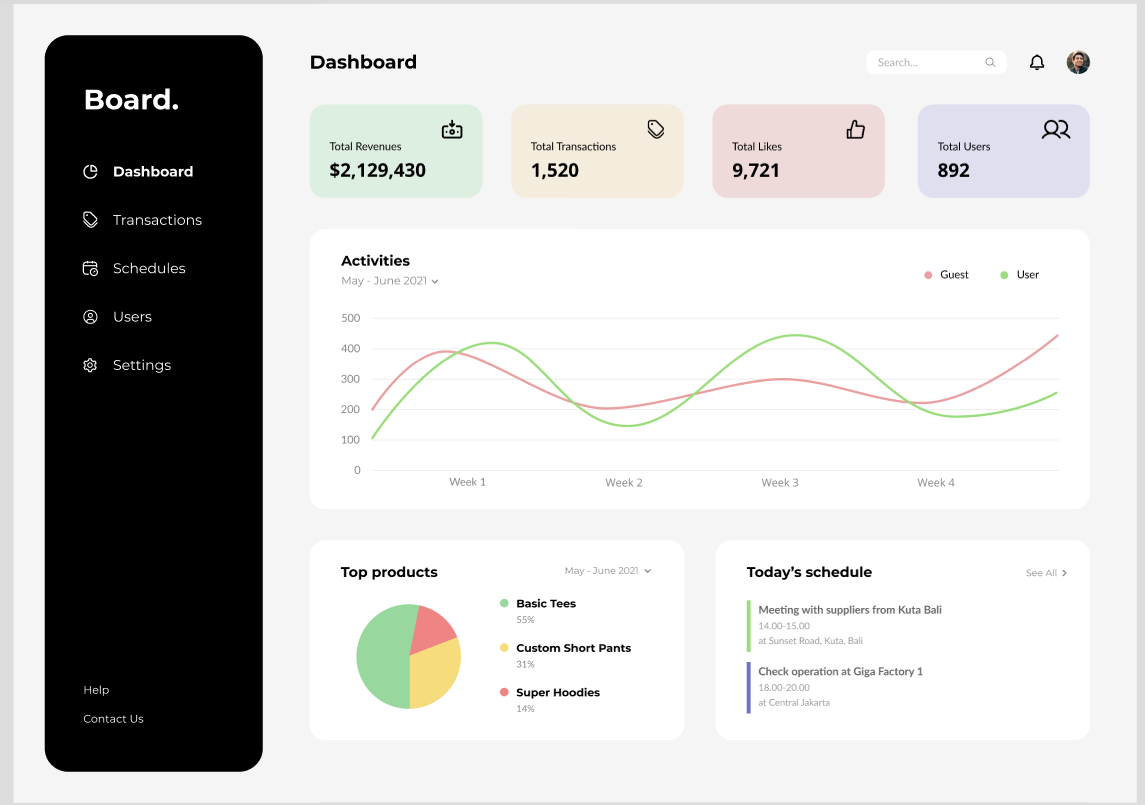 Board.
Dashboard
Transactions
Schedules
Users
Settings
Help
Contact Us
Dashboard
Search...
Total Revenues
$2,129,430
Total Transactions
1,520
Total Likes
9,721
Total Users
892
Activities
May - June 2021
Guest
User
500
400
300
200
100
0
Week 1
Week 2
Week 3
Week 4
Top products
May - June 2021
Basic Tees
55%
Custom Short Pants
31%
Super Hoodies
14%
Today’s schedule
See All
Meeting with suppliers from Kuta Bali
14.00-15.00
at Sunset Road, Kuta, Bali
Check operation at Giga Factory 1
18.00-20.00
at Central Jakarta